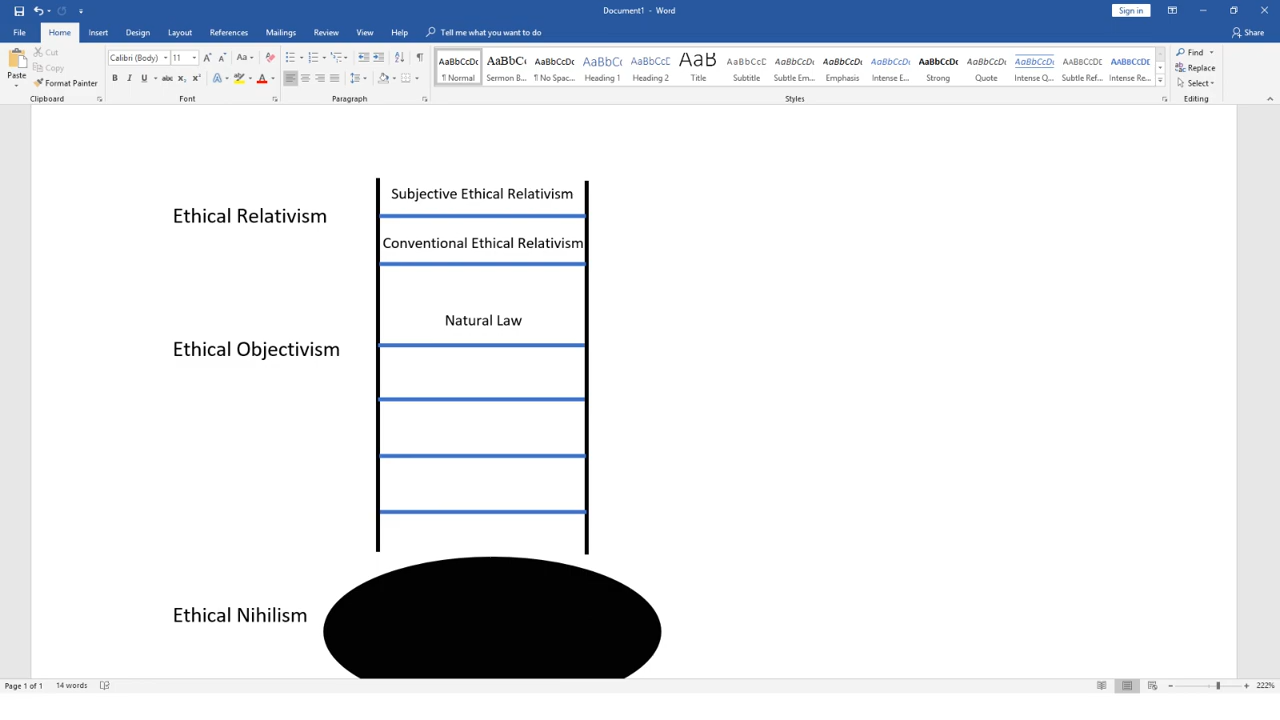 Document1 - Word
Sign in
File Home Insert Design Layout References Mailings Review View Help Tell me what you want to do
Share
Paste
Cut
Copy
Format Painter
Clipboard
Calibri (Body) 11
Font
Paragraph
AaBbCcDc AaBbC AaBbCcDc AaBbCc AaBbCcC AaB AaBbCcD AaBbCcDc AaBbCcDc AaBbCcDc AaBbCcDc AaBbCcDc AaBbCcDc AABBCCDC AABBCCDC
¶ Normal Sermon B... ¶ No Spac... Heading 1 Heading 2 Title Subtitle Subtle Em... Emphasis Intense E... Strong Quote Intense Q... Subtle Ref... Intense Re...
Styles
Find
Replace
Select
Editing
Subjective Ethical Relativism
Ethical Relativism
Conventional Ethical Relativism
Natural Law
Ethical Objectivism
Ethical Nihilism
Page 1 of 1 14 words
222%